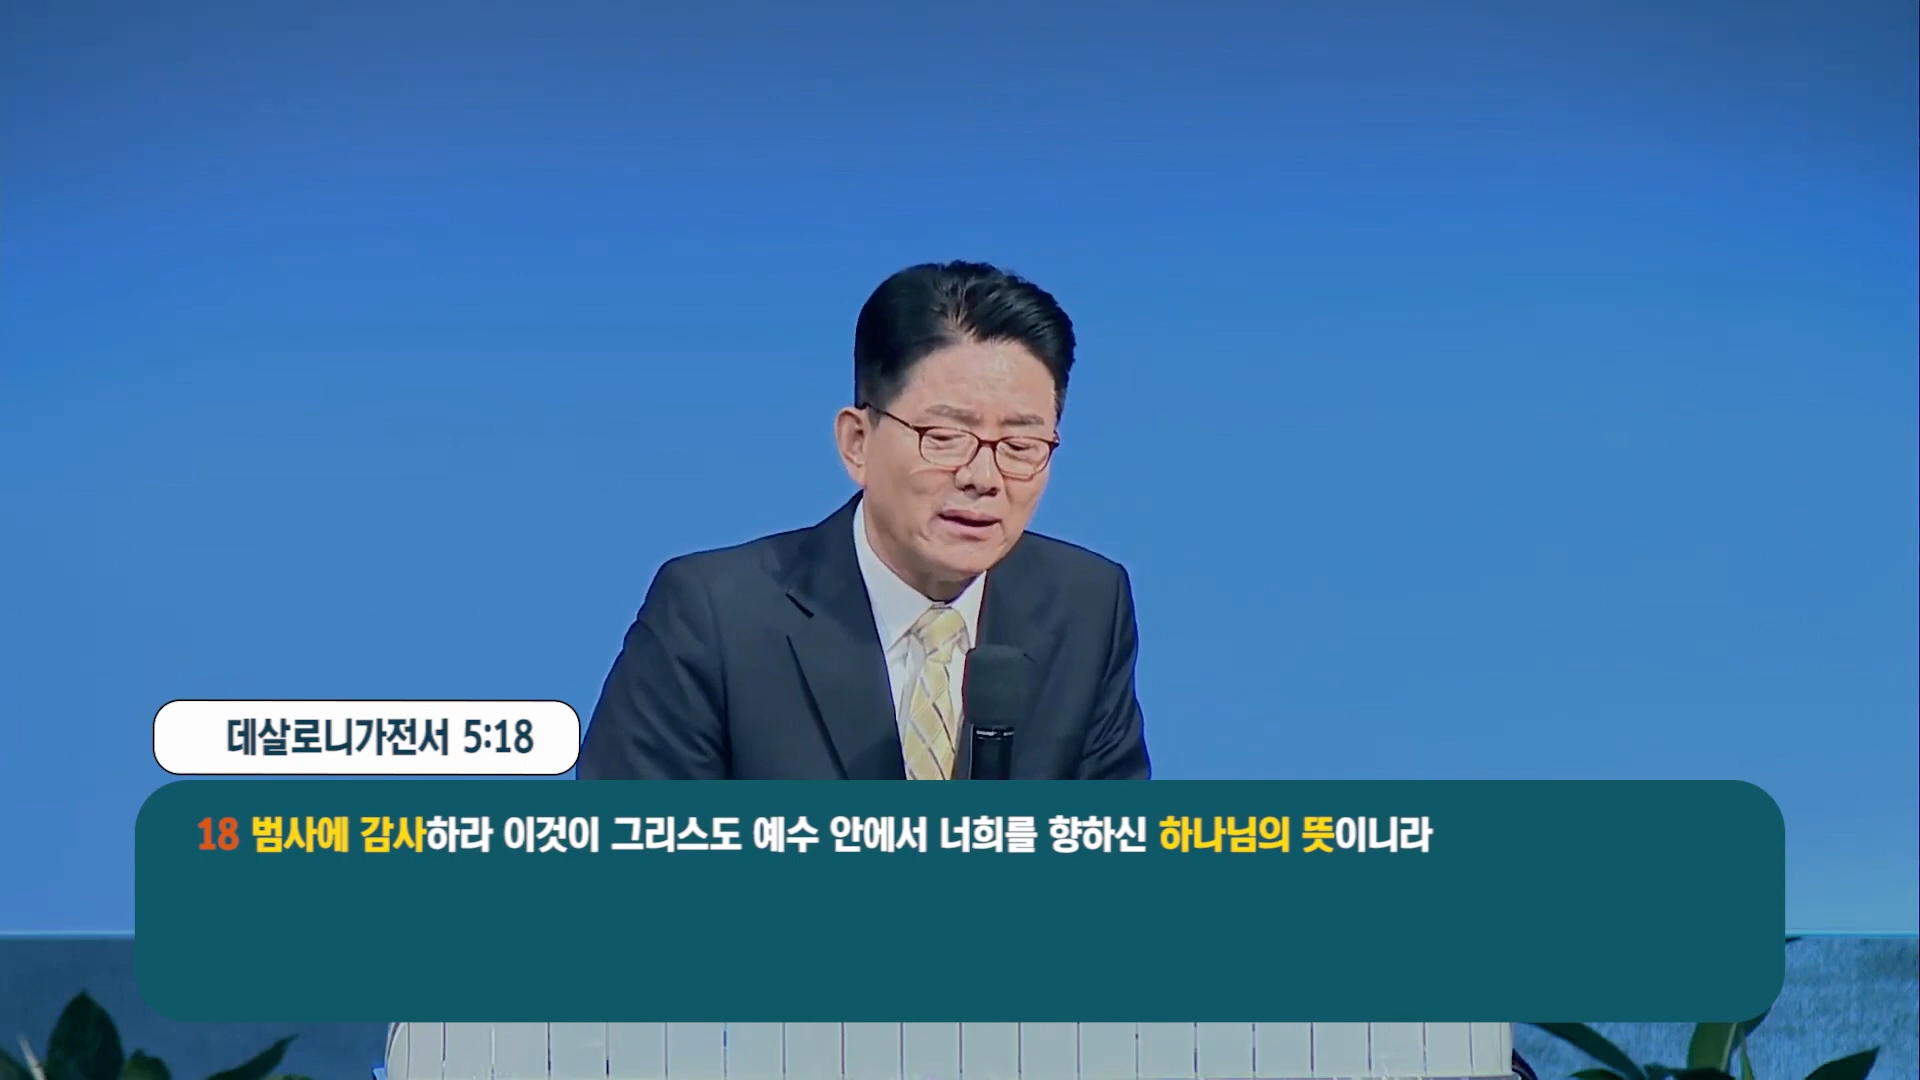 데살로니가전서 5:18
18 범사에 감사하라 이것이 그리스도 예수 안에서 너희를 향하신 하나님의 뜻이니라